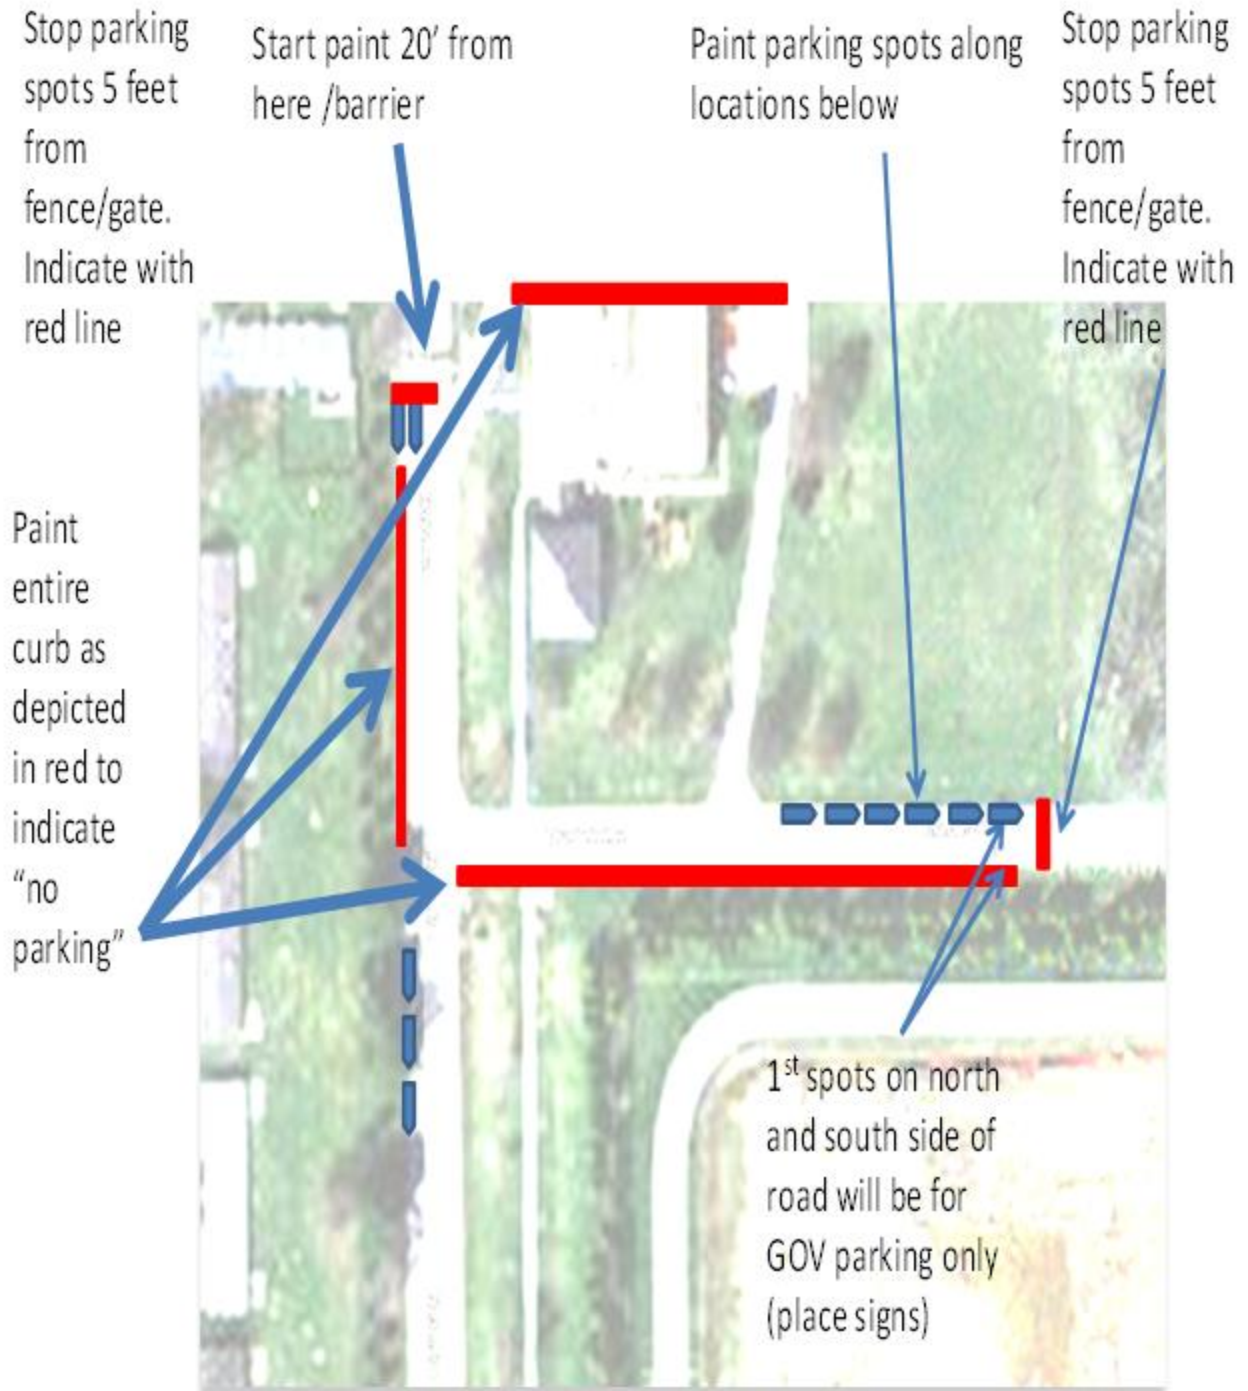 Stop parking
spots 5 feet
from
fence/gate.
Indicate with
red line
Start paint 20’ from
here /barrier
Paint parking spots along
locations below
Stop parking
spots 5 feet
from
fence/gate.
Indicate with
red line
Paint
entire
curb as
depicted
in red to
indicate
“no
parking”
1st spots on north
and south side of
road will be for
GOV parking only
(place signs)